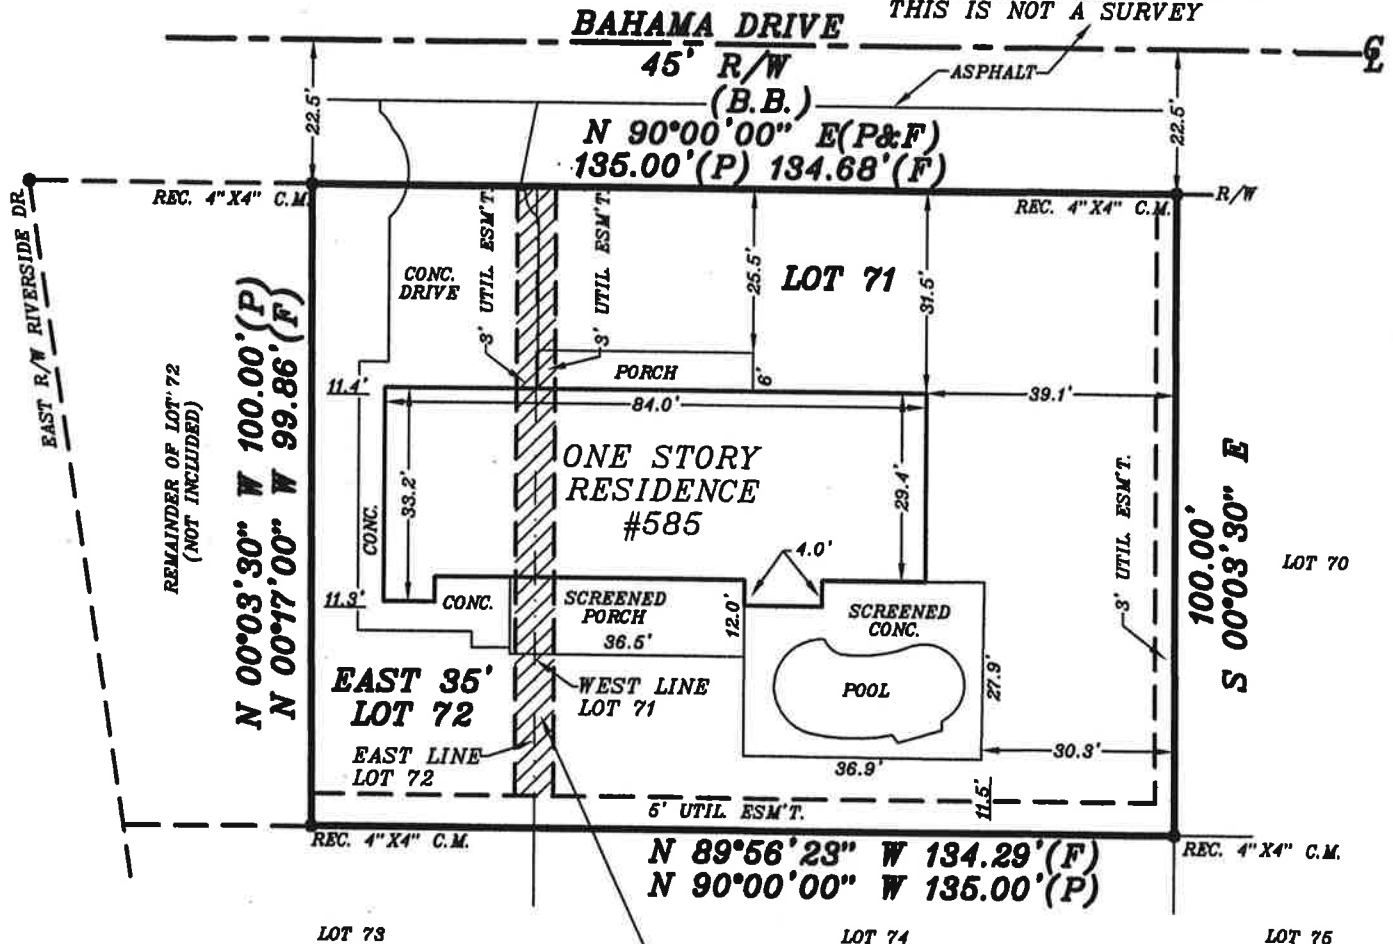 THIS IS NOT A SURVEY
BAHAMA DRIVE
45' R/W
(B.B.)
ASPHALT
CL
22.5'
22.5'
N 90°00'00" E(P&F)
135.00'(P) 134.68'(F)
REC. 4"X4" C.M.
REC. 4"X4" C.M.
R/W
EAST R/W RIVERSIDE DR.
CONC.
DRIVE
3' UTIL ESM'T.
3' UTIL ESM'T.
25.5'
LOT 71
31.5'
N 00°03'30" W 100.00'(P)
N 00°17'00" W 99.86'(F)
REMAINDER OF LOT 72
(NOT INCLUDED)
PORCH
6'
11.4'
84.0'
39.1'
ONE STORY
RESIDENCE
#585
33.2'
29.4'
CONC.
4.0'
3' UTIL ESM'T.
100.00'
S 00°03'30" E
LOT 70
11.3'
CONC.
SCREENED
PORCH
36.5'
12.0'
SCREENED
CONC.
POOL
27.9'
EAST 35'
LOT 72
WEST LINE
LOT 71
EAST LINE
LOT 72
36.9'
30.3'
11.5'
5' UTIL. ESM'T.
REC. 4"X4" C.M.
N 89°56'23" W 134.29'(F)
N 90°00'00" W 135.00'(P)
REC. 4"X4" C.M.
LOT 73
LOT 74
LOT 75